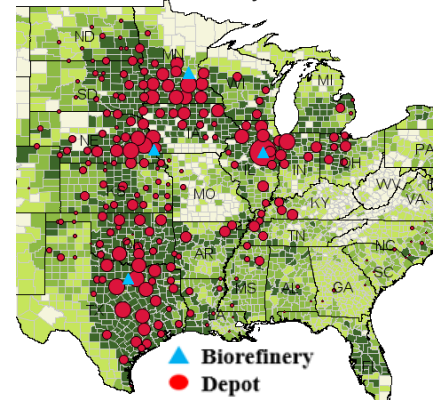 ND
MN
SD
WI
MI
NE
IA
PA
IL
IN
OH
MO
WV
VA
KY
TN
NC
AR
SC
MS
AL
GA
Biorefinery
Depot